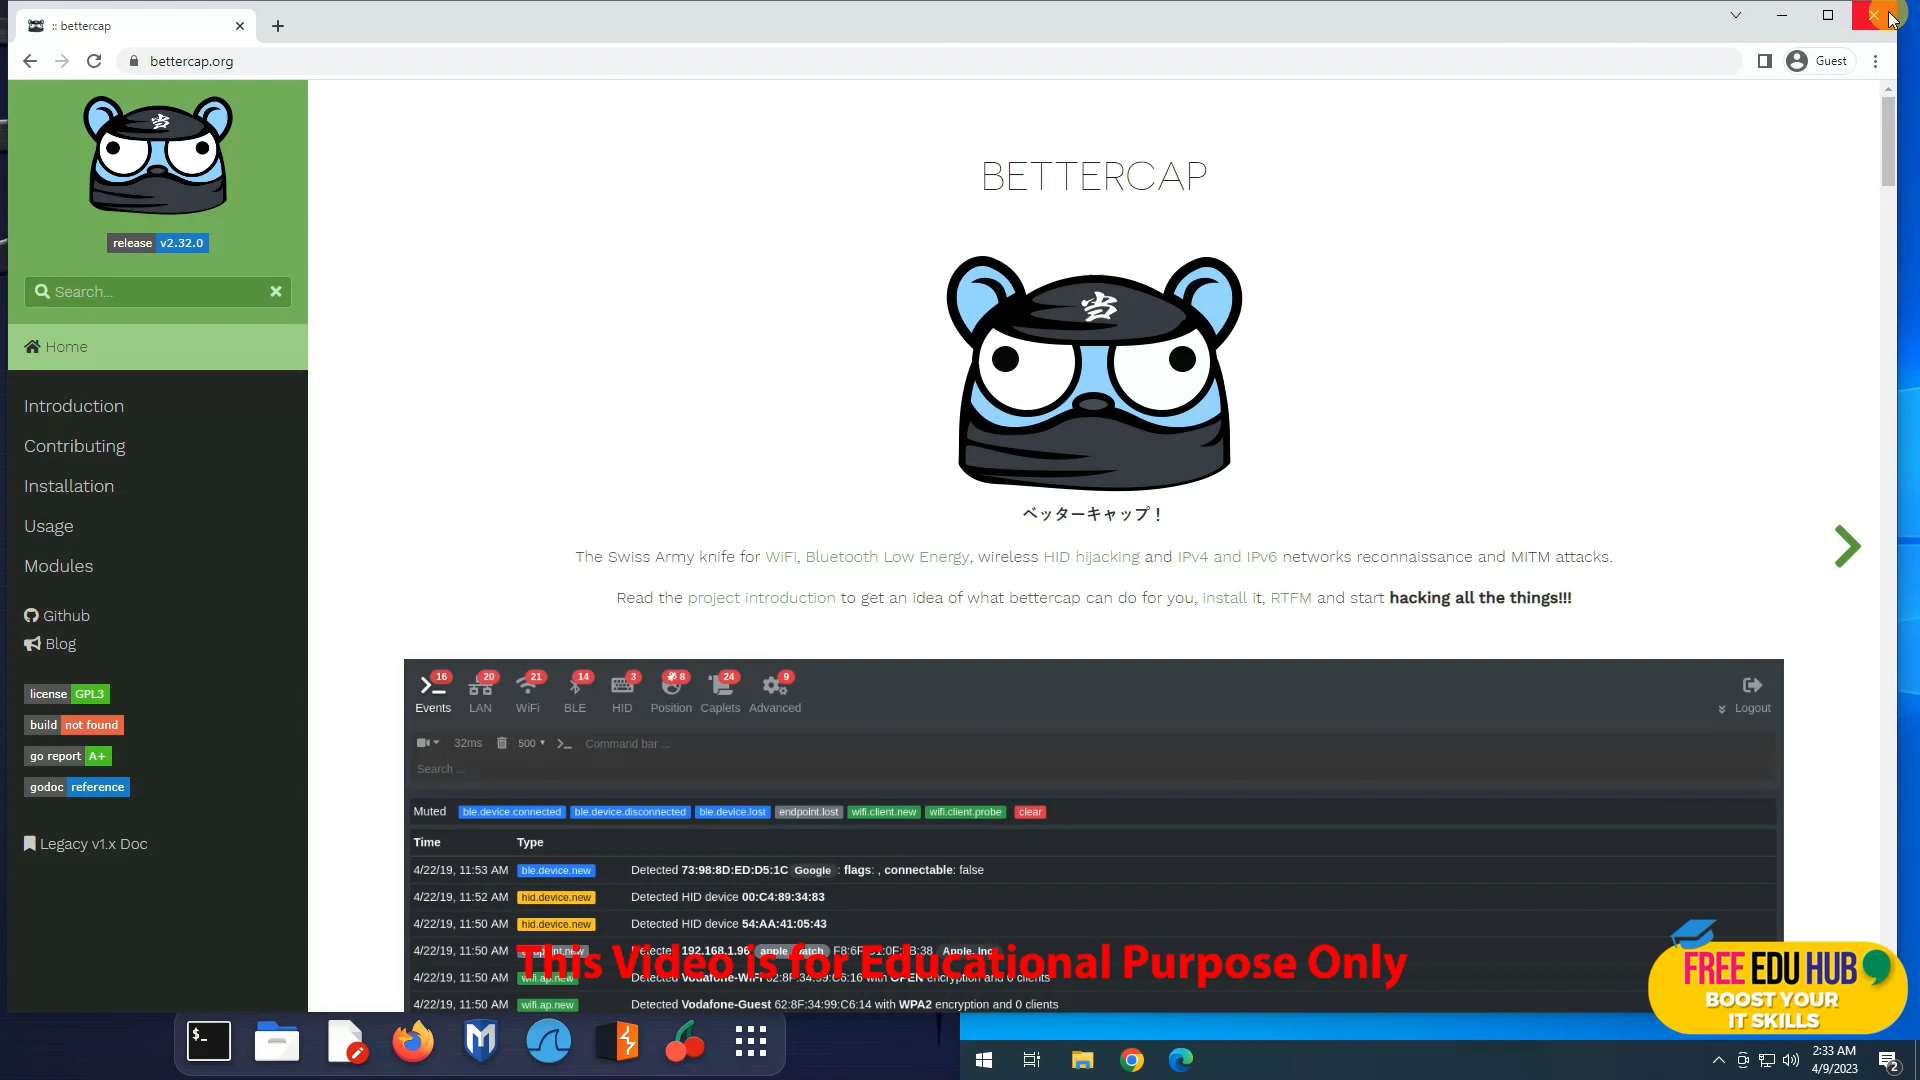 :: bettercap
bettercap.org
Guest
当
release v2.32.0
Search...
Home
Introduction
Contributing
Installation
Usage
Modules
Github
Blog
license GPL3
build not found
go report A+
godoc reference
Legacy v1.x Doc
BETTERCAP
当
ベッターキャップ！
The Swiss Army knife for WiFi, Bluetooth Low Energy, wireless HID hijacking and IPv4 and IPv6 networks reconnaissance and MITM attacks.
Read the project introduction to get an idea of what bettercap can do for you, install it, RTFM and start hacking all the things!!!
16 20 21 14 3 8 24 9
Events LAN WiFi BLE HID Position Caplets Advanced Logout
32ms 500 Command bar ...
Search ...
Muted ble.device.connected ble.device.disconnected ble.device.lost endpoint.lost wifi.client.new wifi.client.probe clear
Time Type
4/22/19, 11:53 AM ble.device.new Detected 73:98:8D:ED:D5:1C Google : flags: , connectable: false
4/22/19, 11:52 AM hid.device.new Detected HID device 00:C4:89:34:83
4/22/19, 11:50 AM hid.device.new Detected HID device 54:AA:41:05:43
4/22/19, 11:50 AM 192.168.1.96
This Video is for Educational Purpose Only
4/22/19, 11:50 AM wifi.ap.new
4/22/19, 11:50 AM wifi.ap.new Detected Vodafone-Guest 62:8F:34:99:C6:14 with WPA2 encryption and 0 clients
FREE EDU HUB
BOOST YOUR
IT SKILLS
$_
2:33 AM
4/9/2023
2